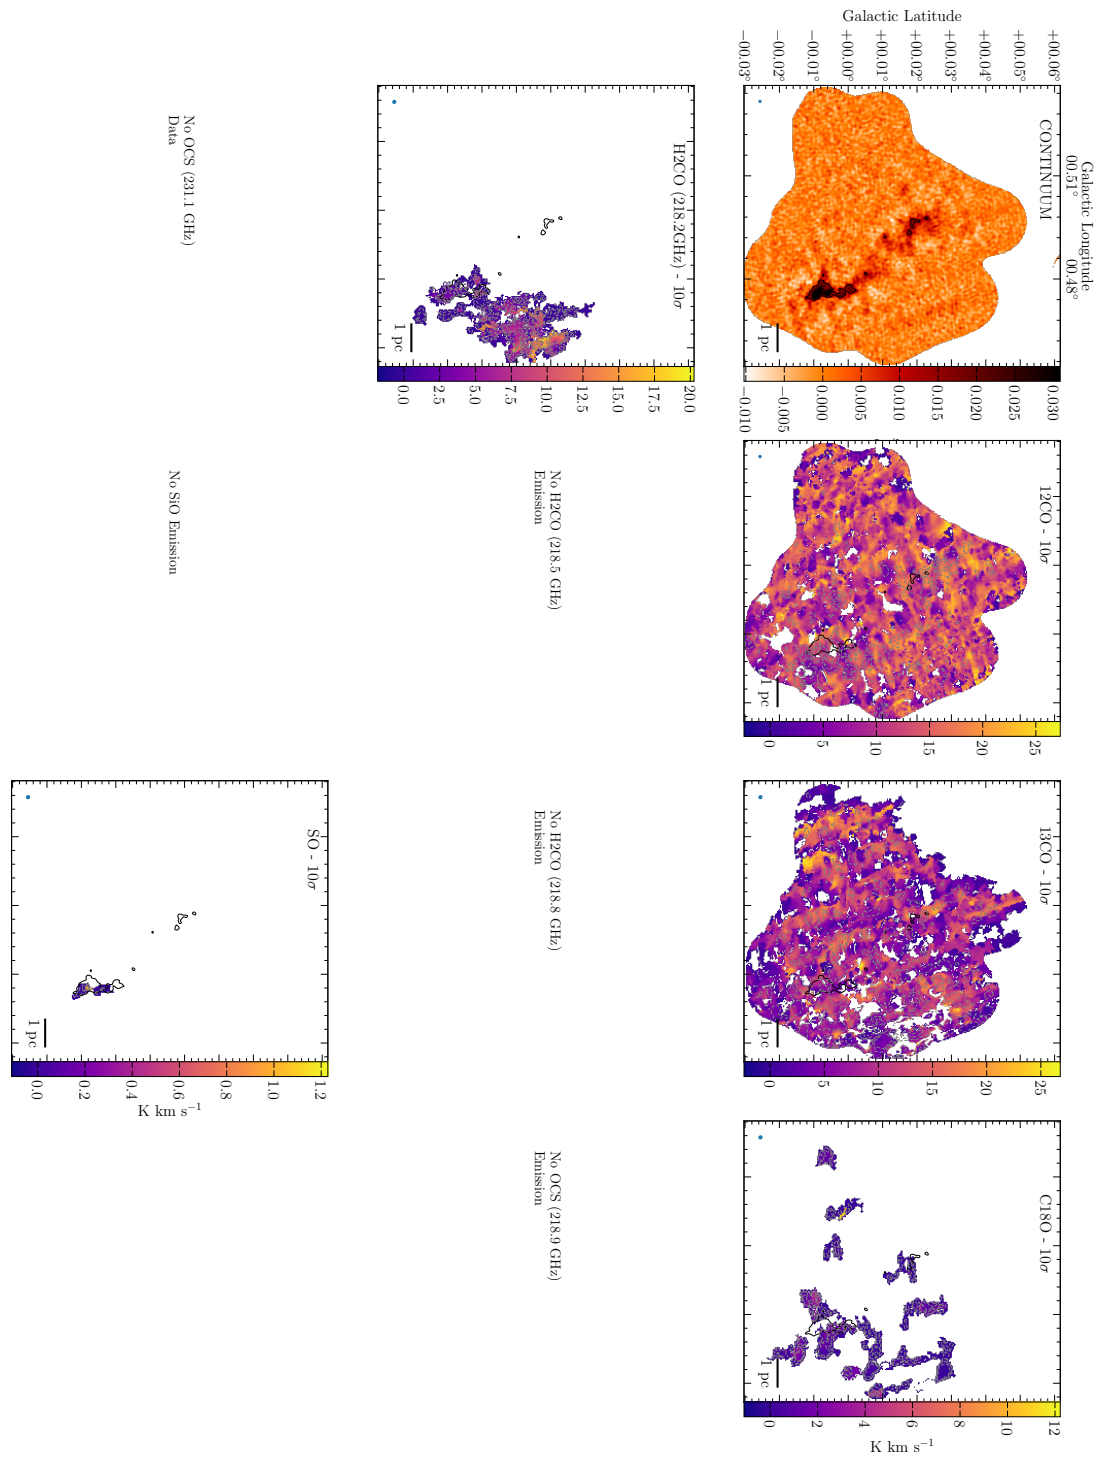 Galactic Longitude
00.51° 00.48°
Galactic Latitude
+00.06°
+00.05°
+00.04°
+00.03°
+00.02°
+00.01°
+00.00°
−00.01°
−00.02°
−00.03°
CONTINUUM
1 pc
0.030
0.025
0.020
0.015
0.010
0.005
0.000
−0.005
−0.010
12CO - 10σ
1 pc
25
20
15
10
5
0
13CO - 10σ
1 pc
25
20
15
10
5
0
C18O - 10σ
1 pc
12
10
8
6
4
2
0
K km s⁻¹
H2CO (218.2GHz) - 10σ
1 pc
20.0
17.5
15.0
12.5
10.0
7.5
5.0
2.5
0.0
No H2CO (218.5 GHz)
Emission
No H2CO (218.8 GHz)
Emission
No OCS (218.9 GHz)
Emission
No OCS (231.1 GHz)
Data
No SiO Emission
SO - 10σ
1 pc
1.2
1.0
0.8
0.6
0.4
0.2
0.0
K km s⁻¹